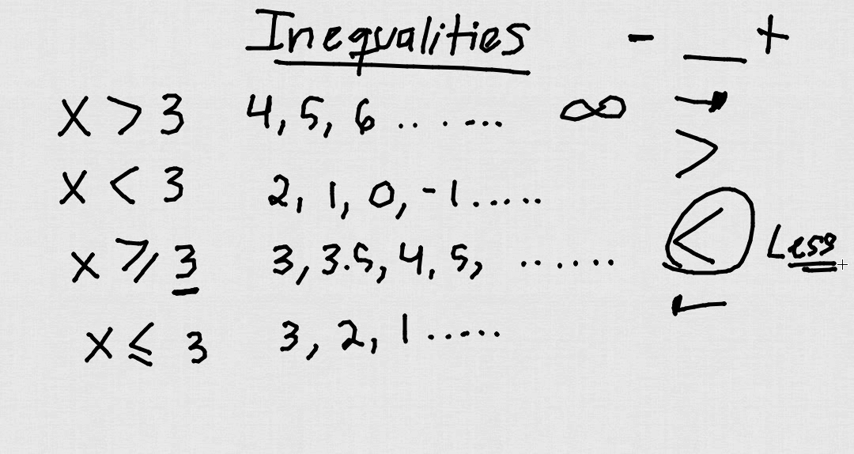 Inequalities - _ +
x > 3 4, 5, 6 ....... ∞ →
>
x < 3 2, 1, 0, -1 .....
< Less
x ≥ 3 3, 3.5, 4, 5, .......
←
x ≤ 3 3, 2, 1 .....